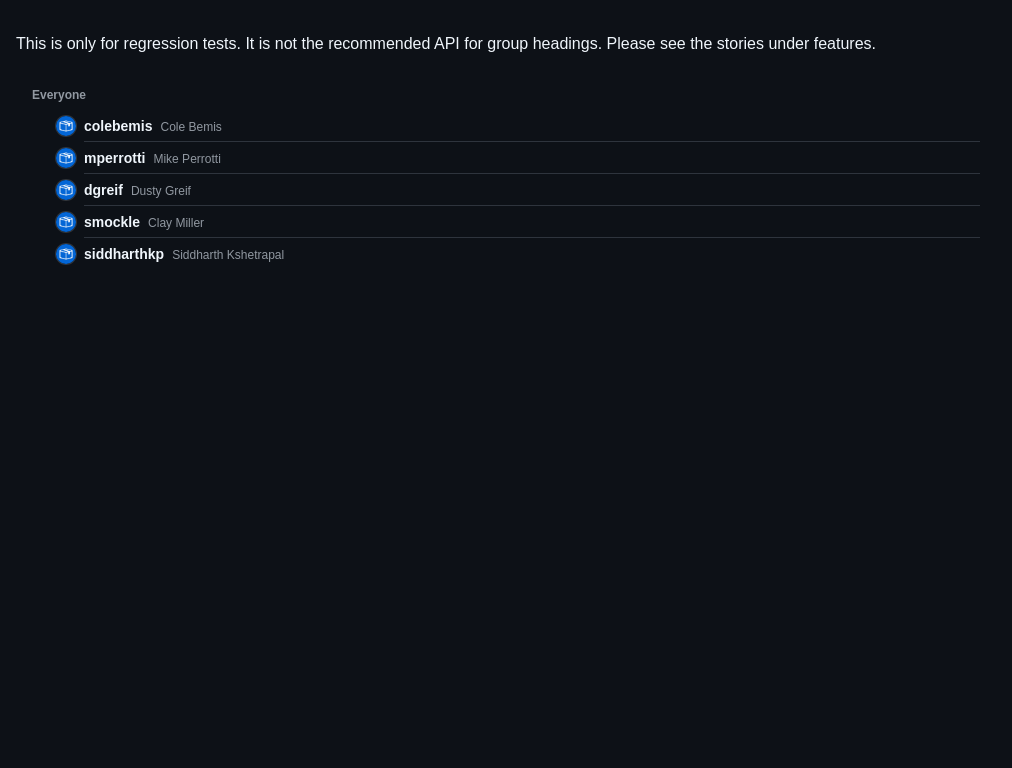 This is only for regression tests. It is not the recommended API for group headings. Please see the stories under features.
Everyone
colebemis Cole Bemis
mperrotti Mike Perrotti
dgreif Dusty Greif
smockle Clay Miller
siddharthkp Siddharth Kshetrapal